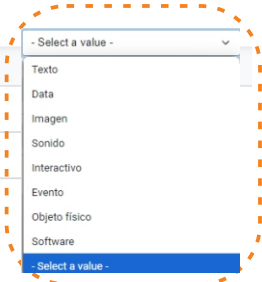 - Select a value -
Texto
Data
Imagen
Sonido
Interactivo
Evento
Objeto físico
Software
- Select a value -